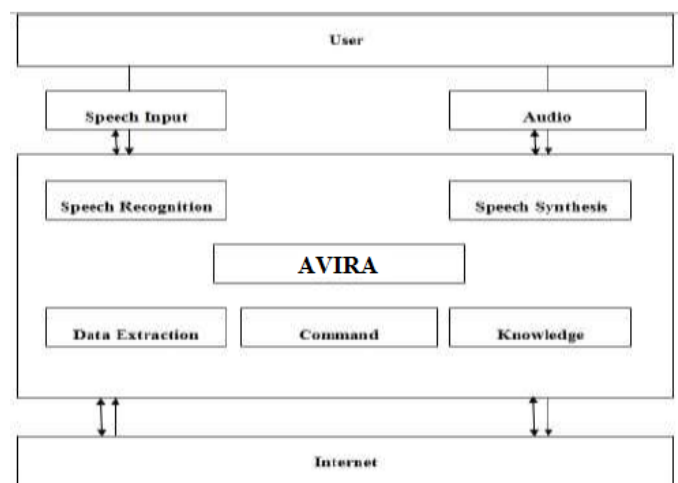 User
Speech Input
Audio
Speech Recognition
Speech Synthesis
AVIRA
Data Extraction
Command
Knowledge
Internet